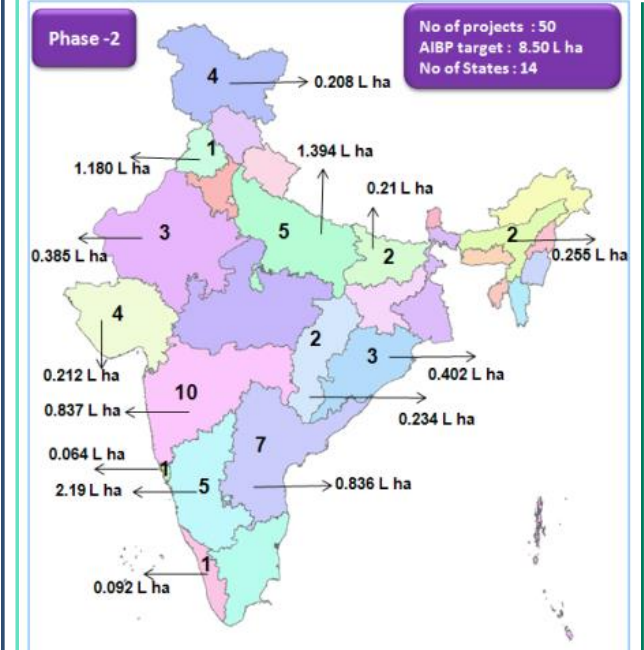 Phase -2
No of projects : 50
AIBP target : 8.50 L ha
No of States : 14
4
0.208 L ha
1
1.180 L ha
1.394 L ha
0.21 L ha
3
5
2
2
0.385 L ha
0.255 L ha
4
2
3
0.212 L ha
0.402 L ha
10
0.837 L ha
0.234 L ha
7
0.064 L ha
1
5
2.19 L ha
0.836 L ha
1
0.092 L ha